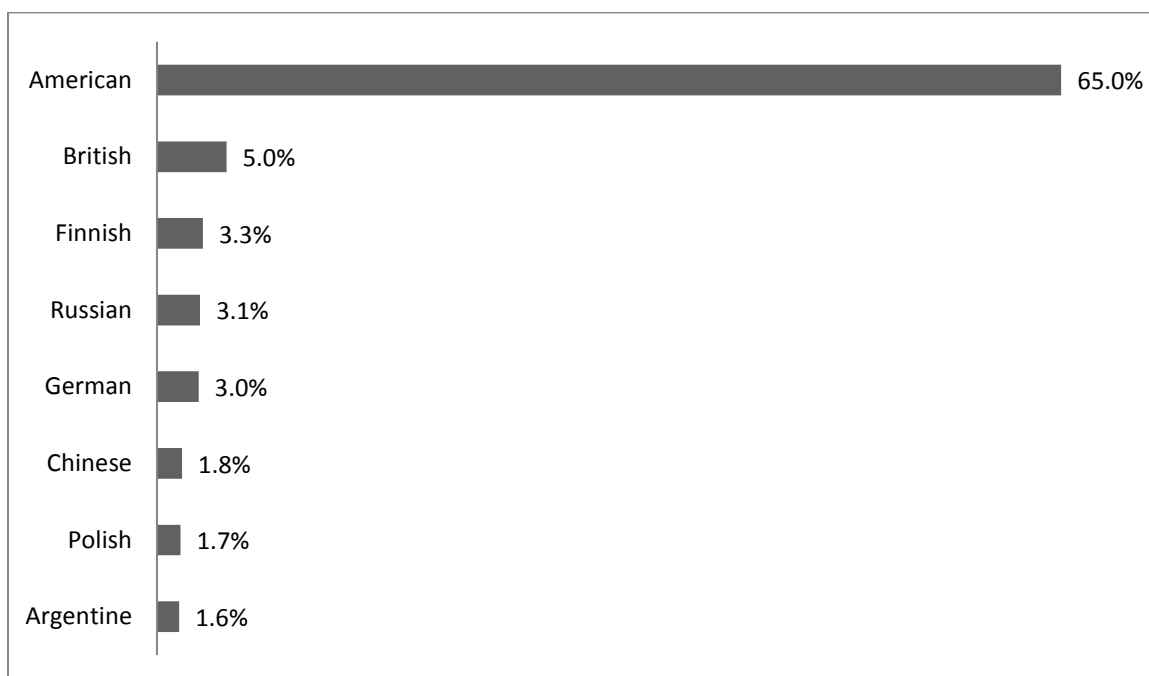 American 65.0%
British 5.0%
Finnish 3.3%
Russian 3.1%
German 3.0%
Chinese 1.8%
Polish 1.7%
Argentine 1.6%